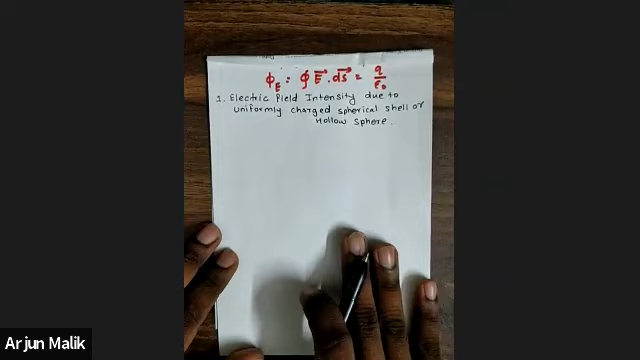 ϕE : ∮ E⃗ . ds⃗ = q/ε₀
1. Electric Field Intensity due to
uniformly charged spherical shell or
Hollow sphere.
Arjun Malik